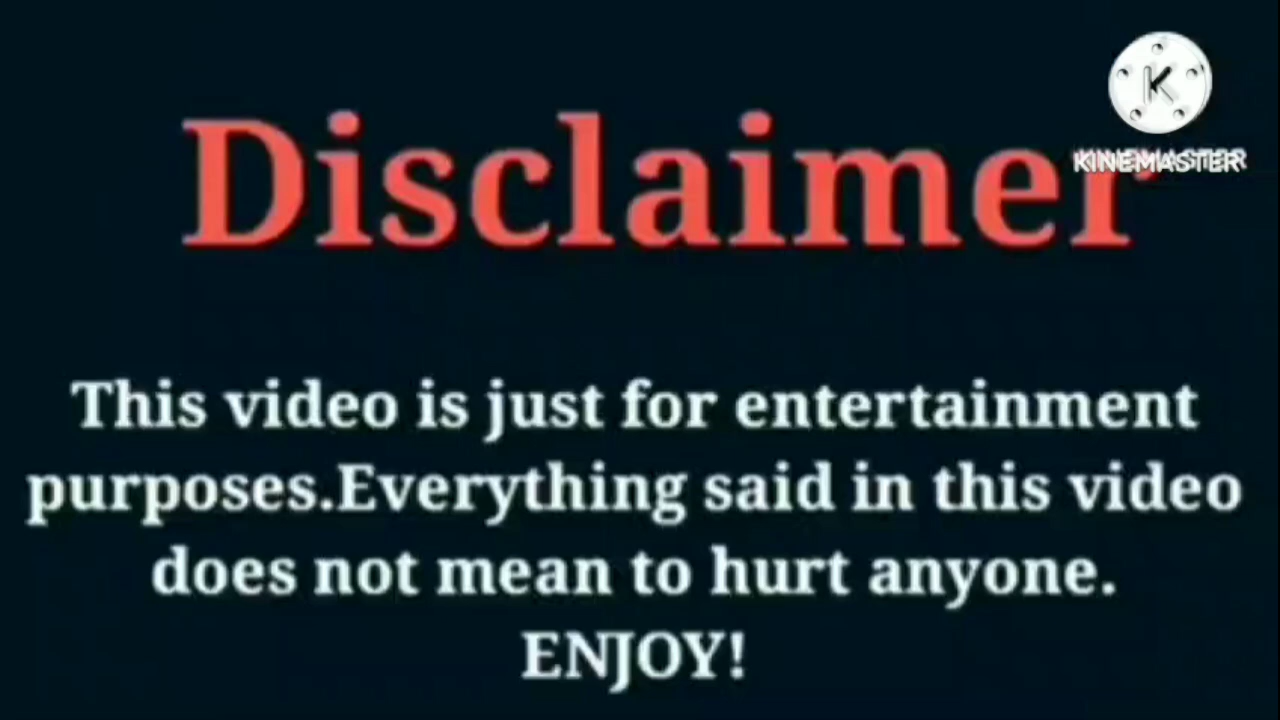 K
KINEMASTER
Disclaimer
This video is just for entertainment
purposes.Everything said in this video
does not mean to hurt anyone.
ENJOY!